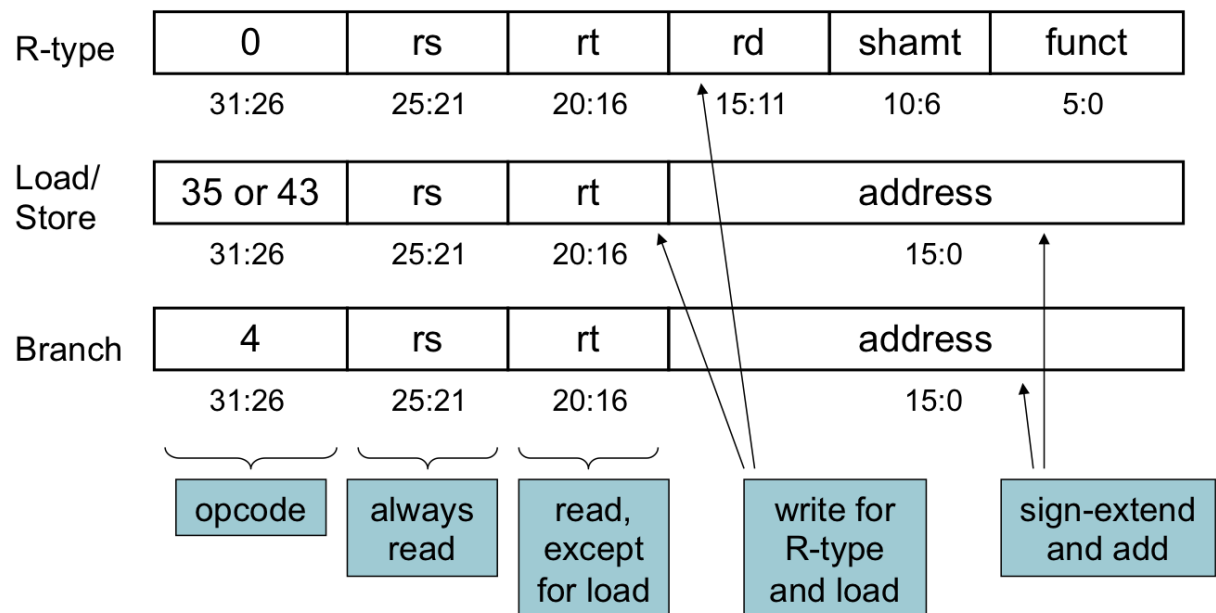 R-type
0 rs rt rd shamt funct
31:26 25:21 20:16 15:11 10:6 5:0
Load/
Store
35 or 43 rs rt address
31:26 25:21 20:16 15:0
Branch
4 rs rt address
31:26 25:21 20:16 15:0
opcode
always
read
read,
except
for load
write for
R-type
and load
sign-extend
and add